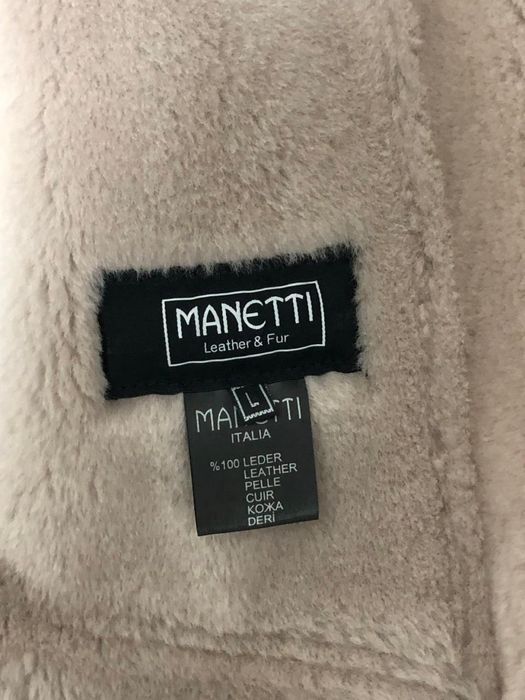 MANETTI
Leather & Fur
L
MANETTI
ITALIA
%100 LEDER
LEATHER
PELLE
CUIR
КОЖА
DERİ